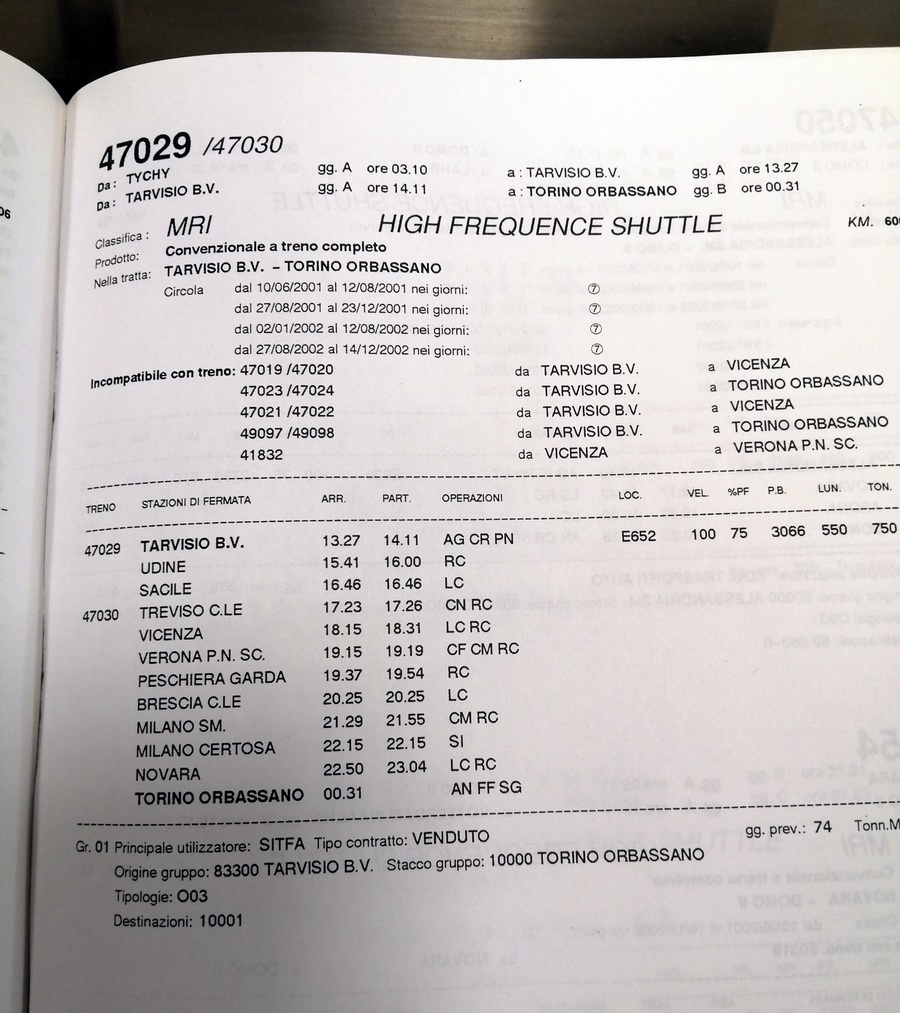 47029 /47030
Da: TYCHY gg. A ore 03.10 a : TARVISIO B.V. gg. A ore 13.27
Da: TARVISIO B.V. gg. A ore 14.11 a : TORINO ORBASSANO gg. B ore 00.31
Classifica : MRI HIGH FREQUENCE SHUTTLE KM.
Prodotto: Convenzionale a treno completo
Nella tratta: TARVISIO B.V. – TORINO ORBASSANO
Circola dal 10/06/2001 al 12/08/2001 nei giorni: ⑦
dal 27/08/2001 al 23/12/2001 nei giorni: ⑦
dal 02/01/2002 al 12/08/2002 nei giorni: ⑦
dal 27/08/2002 al 14/12/2002 nei giorni: ⑦
Incompatibile con treno: 47019 /47020 da TARVISIO B.V. a VICENZA
47023 /47024 da TARVISIO B.V. a TORINO ORBASSANO
47021 /47022 da TARVISIO B.V. a VICENZA
49097 /49098 da TARVISIO B.V. a TORINO ORBASSANO
41832 da VICENZA a VERONA P.N. SC.
TRENO STAZIONI DI FERMATA ARR. PART. OPERAZIONI LOC. VEL. %PF P.B. LUN. TON.
47029 TARVISIO B.V. 13.27 14.11 AG CR PN E652 100 75 3066 550 750
UDINE 15.41 16.00 RC
SACILE 16.46 16.46 LC
47030 TREVISO C.LE 17.23 17.26 CN RC
VICENZA 18.15 18.31 LC RC
VERONA P.N. SC. 19.15 19.19 CF CM RC
PESCHIERA GARDA 19.37 19.54 RC
BRESCIA C.LE 20.25 20.25 LC
MILANO SM. 21.29 21.55 CM RC
MILANO CERTOSA 22.15 22.15 SI
NOVARA 22.50 23.04 LC RC
TORINO ORBASSANO 00.31 AN FF SG
Gr. 01 Principale utilizzatore: SITFA Tipo contratto: VENDUTO gg. prev.: 74 Tonn.M
Origine gruppo: 83300 TARVISIO B.V. Stacco gruppo: 10000 TORINO ORBASSANO
Tipologie: O03
Destinazioni: 10001